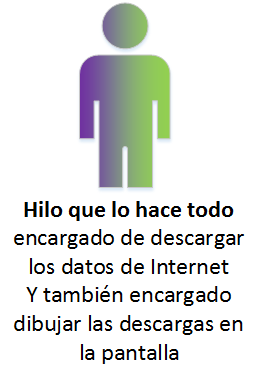 Hilo que lo hace todo
encargado de descargar
los datos de Internet
Y también encargado
dibujar las descargas en
la pantalla